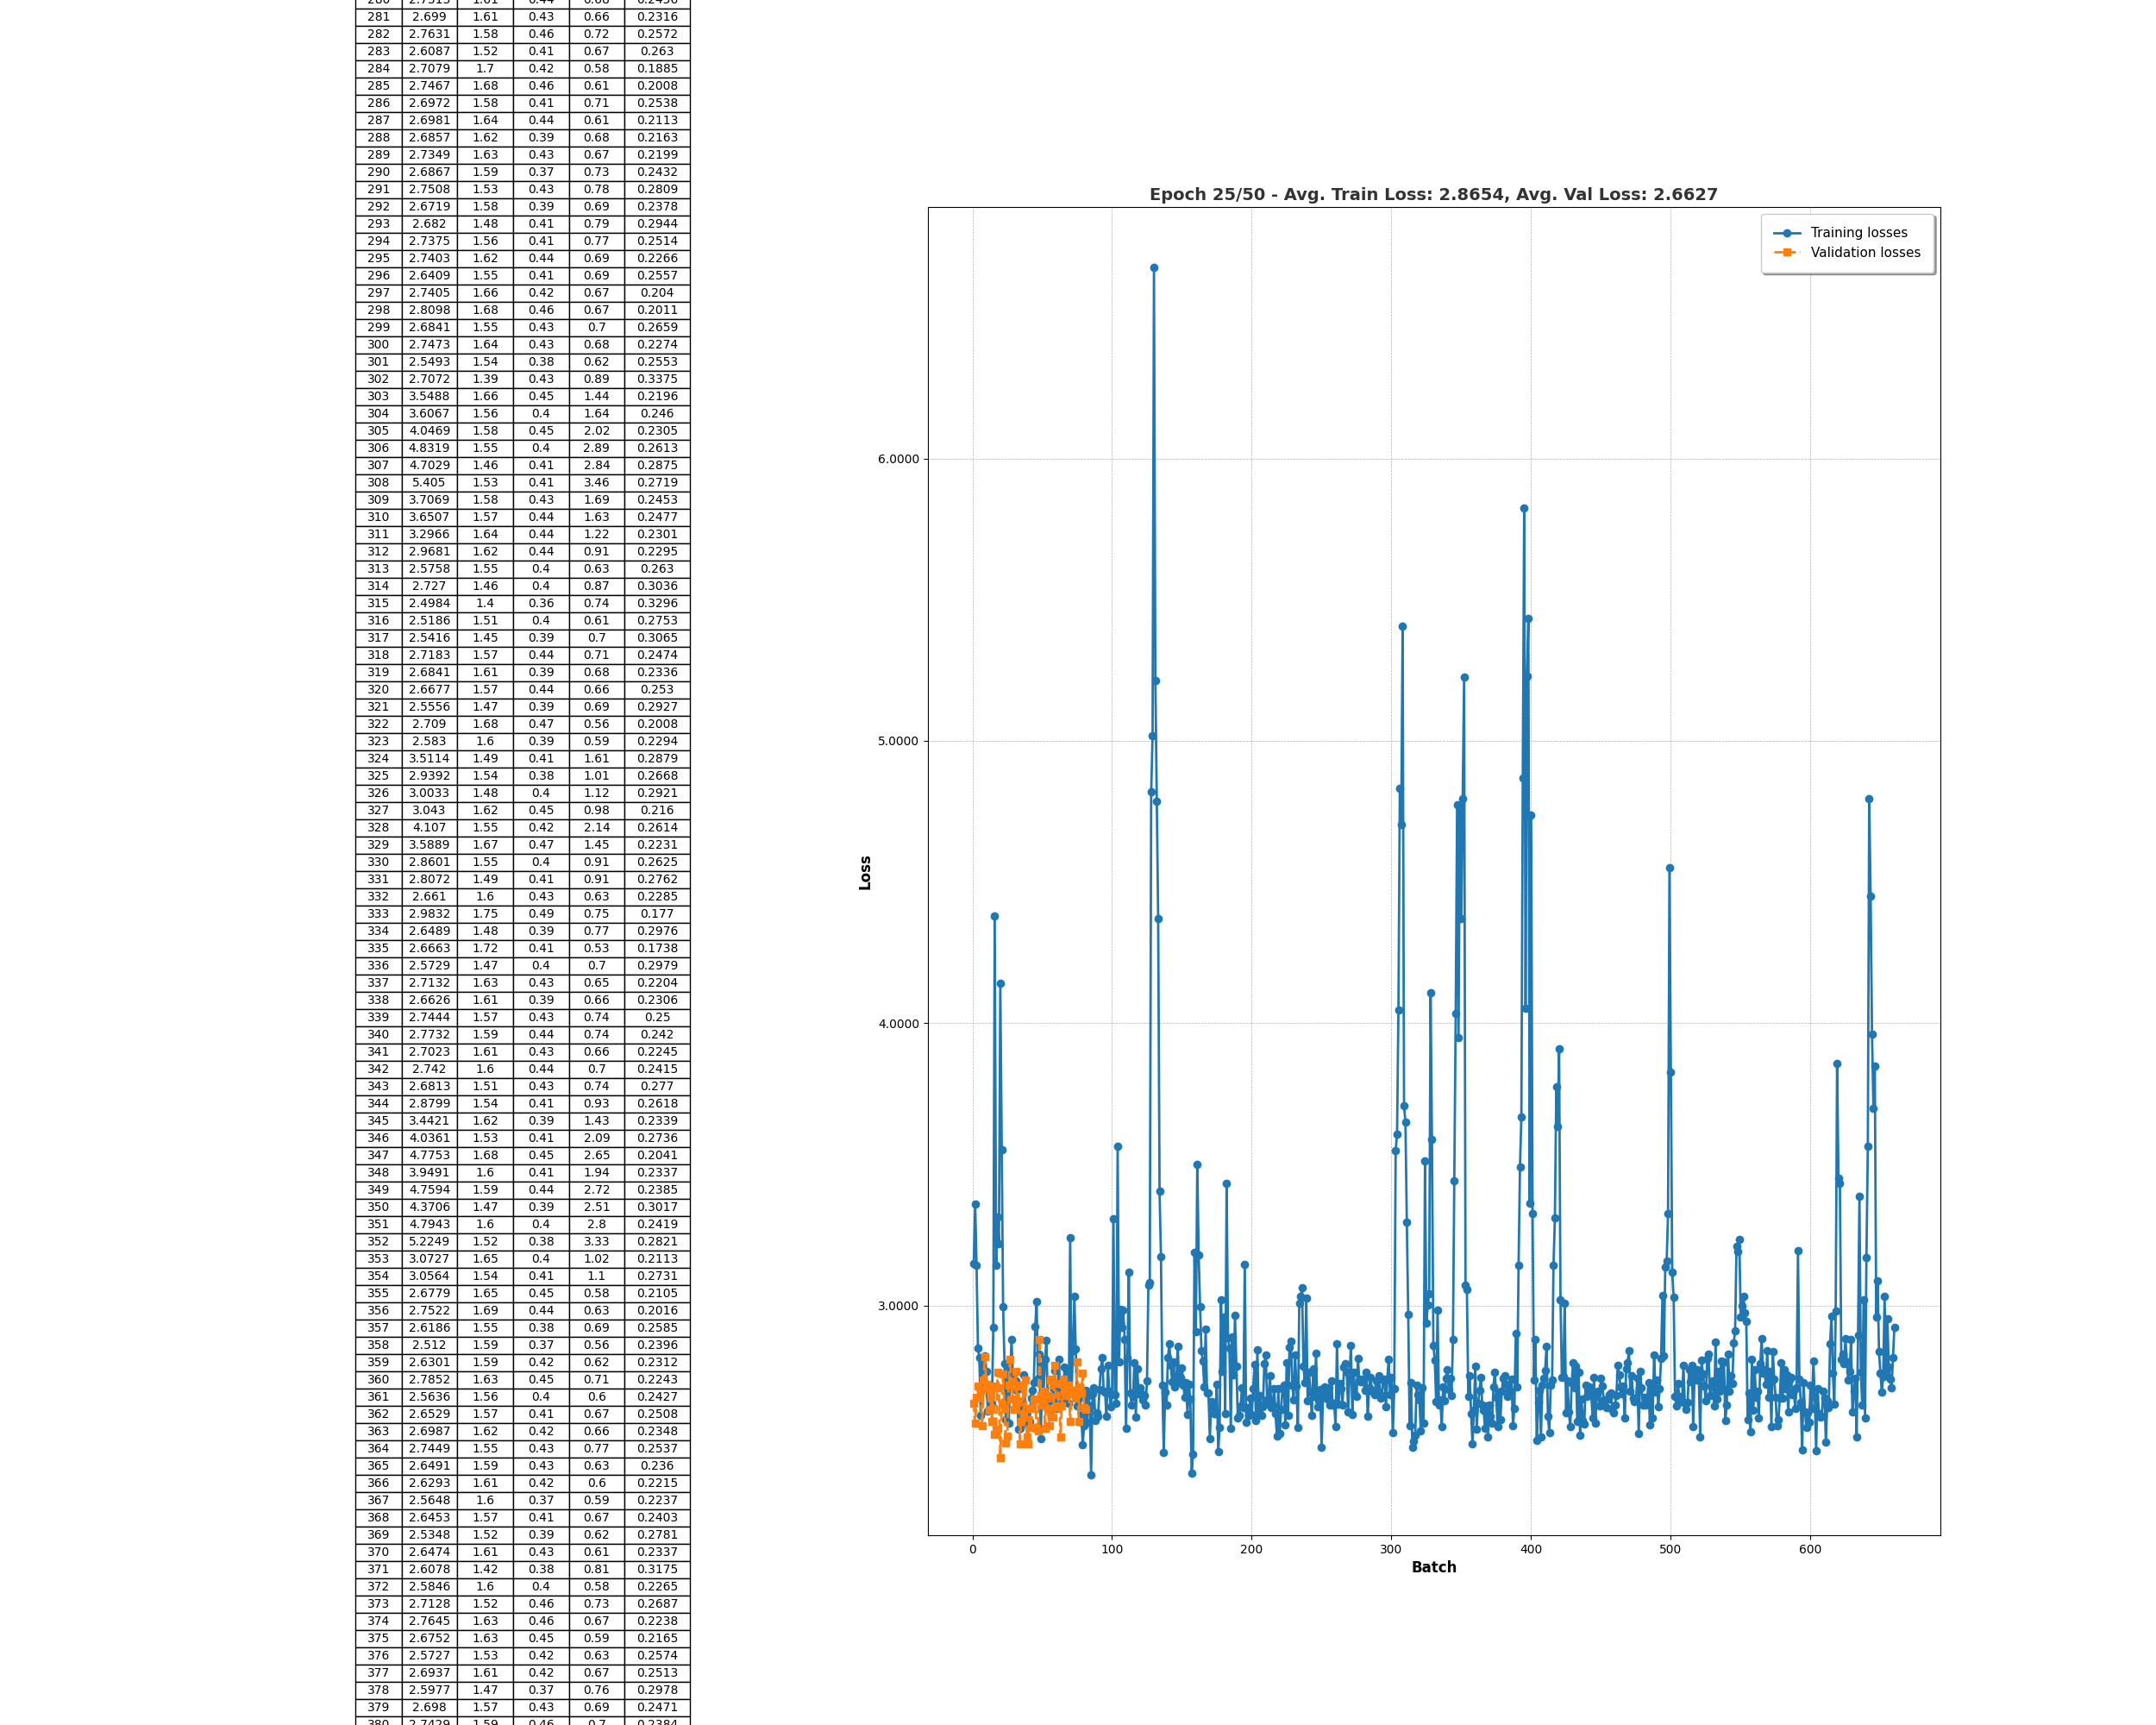 281 2.699 1.61 0.43 0.66 0.2316
282 2.7631 1.58 0.46 0.72 0.2572
283 2.6087 1.52 0.41 0.67 0.263
284 2.7079 1.7 0.42 0.58 0.1885
285 2.7467 1.68 0.46 0.61 0.2008
286 2.6972 1.58 0.41 0.71 0.2538
287 2.6981 1.64 0.44 0.61 0.2113
288 2.6857 1.62 0.39 0.68 0.2163
289 2.7349 1.63 0.43 0.67 0.2199
290 2.6867 1.59 0.37 0.73 0.2432
291 2.7508 1.53 0.43 0.78 0.2809
292 2.6719 1.58 0.39 0.69 0.2378
293 2.682 1.48 0.41 0.79 0.2944
294 2.7375 1.56 0.41 0.77 0.2514
295 2.7403 1.62 0.44 0.69 0.2266
296 2.6409 1.55 0.41 0.69 0.2557
297 2.7405 1.66 0.42 0.67 0.204
298 2.8098 1.68 0.46 0.67 0.2011
299 2.6841 1.55 0.43 0.7 0.2659
300 2.7473 1.64 0.43 0.68 0.2274
301 2.5493 1.54 0.38 0.62 0.2553
302 2.7072 1.39 0.43 0.89 0.3375
303 3.5488 1.66 0.45 1.44 0.2196
304 3.6067 1.56 0.4 1.64 0.246
305 4.0469 1.58 0.45 2.02 0.2305
306 4.8319 1.55 0.4 2.89 0.2613
307 4.7029 1.46 0.41 2.84 0.2875
308 5.405 1.53 0.41 3.46 0.2719
309 3.7069 1.58 0.43 1.69 0.2453
310 3.6507 1.57 0.44 1.63 0.2477
311 3.2966 1.64 0.44 1.22 0.2301
312 2.9681 1.62 0.44 0.91 0.2295
313 2.5758 1.55 0.4 0.63 0.263
314 2.727 1.46 0.4 0.87 0.3036
315 2.4984 1.4 0.36 0.74 0.3296
316 2.5186 1.51 0.4 0.61 0.2753
317 2.5416 1.45 0.39 0.7 0.3065
318 2.7183 1.57 0.44 0.71 0.2474
319 2.6841 1.61 0.39 0.68 0.2336
320 2.6677 1.57 0.44 0.66 0.253
321 2.5556 1.47 0.39 0.69 0.2927
322 2.709 1.68 0.47 0.56 0.2008
323 2.583 1.6 0.39 0.59 0.2294
324 3.5114 1.49 0.41 1.61 0.2879
325 2.9392 1.54 0.38 1.01 0.2668
326 3.0033 1.48 0.4 1.12 0.2921
327 3.043 1.62 0.45 0.98 0.216
328 4.107 1.55 0.42 2.14 0.2614
329 3.5889 1.67 0.47 1.45 0.2231
330 2.8601 1.55 0.4 0.91 0.2625
331 2.8072 1.49 0.41 0.91 0.2762
332 2.661 1.6 0.43 0.63 0.2285
333 2.9832 1.75 0.49 0.75 0.177
334 2.6489 1.48 0.39 0.77 0.2976
335 2.6663 1.72 0.41 0.53 0.1738
336 2.5729 1.47 0.4 0.7 0.2979
337 2.7132 1.63 0.43 0.65 0.2204
338 2.6626 1.61 0.39 0.66 0.2306
339 2.7444 1.57 0.43 0.74 0.25
340 2.7732 1.59 0.44 0.74 0.242
341 2.7023 1.61 0.43 0.66 0.2245
342 2.742 1.6 0.44 0.7 0.2415
343 2.6813 1.51 0.43 0.74 0.277
344 2.8799 1.54 0.41 0.93 0.2618
345 3.4421 1.62 0.39 1.43 0.2339
346 4.0361 1.53 0.41 2.09 0.2736
347 4.7753 1.68 0.45 2.65 0.2041
348 3.9491 1.6 0.41 1.94 0.2337
349 4.7594 1.59 0.44 2.72 0.2385
350 4.3706 1.47 0.39 2.51 0.3017
351 4.7943 1.6 0.4 2.8 0.2419
352 5.2249 1.52 0.38 3.33 0.2821
353 3.0727 1.65 0.4 1.02 0.2113
354 3.0564 1.54 0.41 1.1 0.2731
355 2.6779 1.65 0.45 0.58 0.2105
356 2.7522 1.69 0.44 0.63 0.2016
357 2.6186 1.55 0.38 0.69 0.2585
358 2.512 1.59 0.37 0.56 0.2396
359 2.6301 1.59 0.42 0.62 0.2312
360 2.7852 1.63 0.45 0.71 0.2243
361 2.5636 1.56 0.4 0.6 0.2427
362 2.6529 1.57 0.41 0.67 0.2508
363 2.6987 1.62 0.42 0.66 0.2348
364 2.7449 1.55 0.43 0.77 0.2537
365 2.6491 1.59 0.43 0.63 0.236
366 2.6293 1.61 0.42 0.6 0.2215
367 2.5648 1.6 0.37 0.59 0.2237
368 2.6453 1.57 0.41 0.67 0.2403
369 2.5348 1.52 0.39 0.62 0.2781
370 2.6474 1.61 0.43 0.61 0.2337
371 2.6078 1.42 0.38 0.81 0.3175
372 2.5846 1.6 0.4 0.58 0.2265
373 2.7128 1.52 0.46 0.73 0.2687
374 2.7645 1.63 0.46 0.67 0.2238
375 2.6752 1.63 0.45 0.59 0.2165
376 2.5727 1.53 0.42 0.63 0.2574
377 2.6937 1.61 0.42 0.67 0.2513
378 2.5977 1.47 0.37 0.76 0.2978
379 2.698 1.57 0.43 0.69 0.2471
380 2.7429 1.59 0.46 0.7 0.2384
Epoch 25/50 - Avg. Train Loss: 2.8654, Avg. Val Loss: 2.6627
Training losses
Validation losses
6.0000
5.0000
4.0000
3.0000
Loss
0 100 200 300 400 500 600
Batch